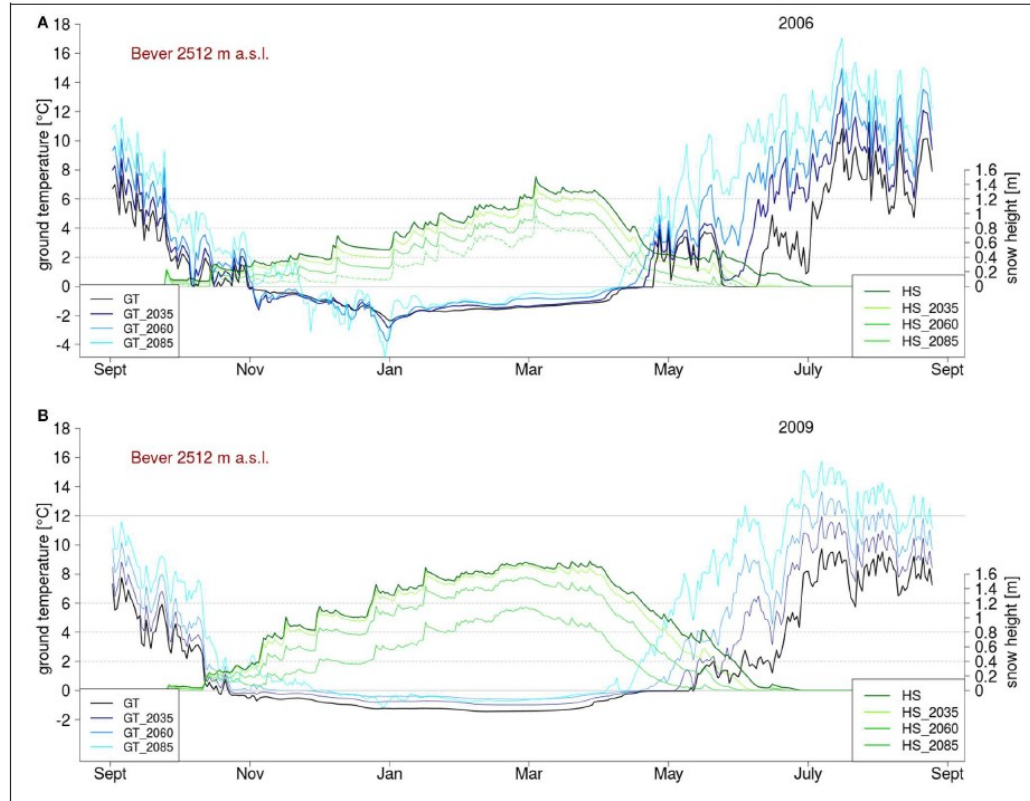 A
2006
Bever 2512 m a.s.l.
ground temperature [°C]
18
16
14
12
10
8
6
4
2
0
-2
-4
snow height [m]
1.6
1.4
1.2
1
0.8
0.6
0.4
0.2
0
GT
GT_2035
GT_2060
GT_2085
HS
HS_2035
HS_2060
HS_2085
Sept Nov Jan Mar May July Sept
B
2009
Bever 2512 m a.s.l.
ground temperature [°C]
18
16
14
12
10
8
6
4
2
0
-2
snow height [m]
1.6
1.4
1.2
1
0.8
0.6
0.4
0.2
0
GT
GT_2035
GT_2060
GT_2085
HS
HS_2035
HS_2060
HS_2085
Sept Nov Jan Mar May July Sept